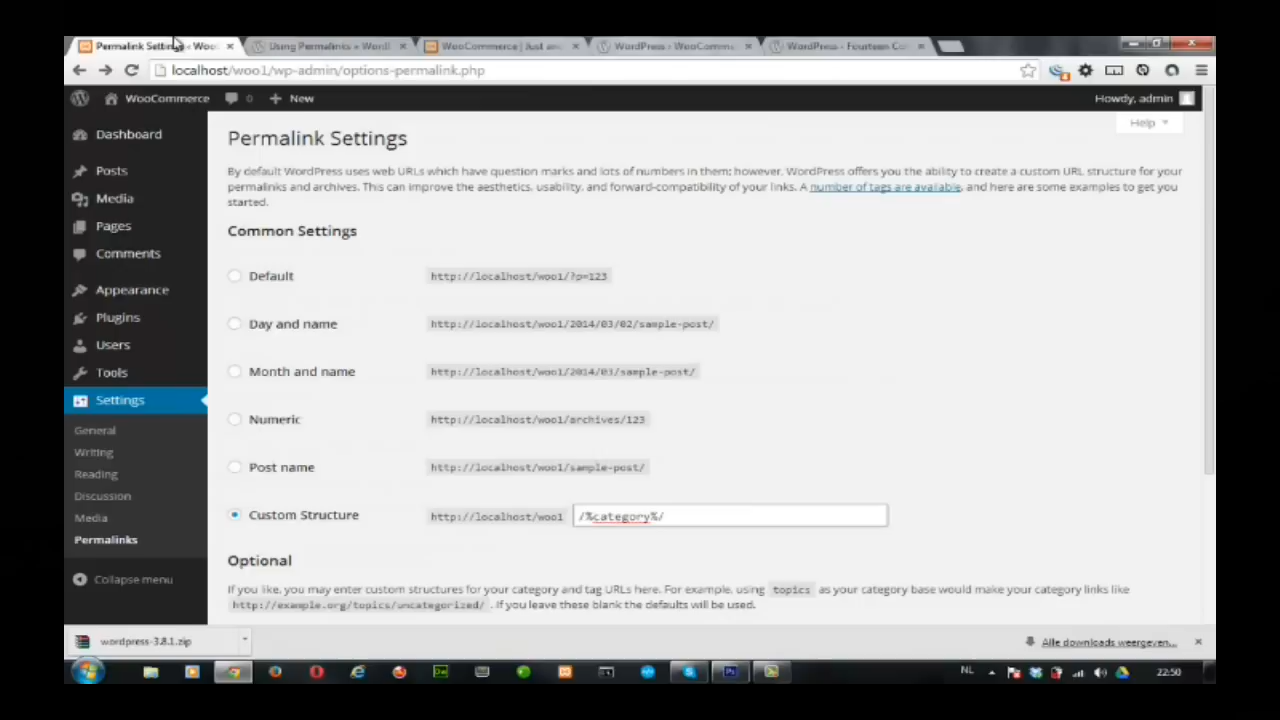 Permalink Settings ‹ Woo
Using Permalinks « Word
WooCommerce | Just an
WordPress › WooComm
WordPress - Fourteen Co
localhost/woo1/wp-admin/options-permalink.php
WooCommerce 0 New
Howdy, admin
Help
Dashboard
Posts
Media
Pages
Comments
Appearance
Plugins
Users
Tools
Settings
General
Writing
Reading
Discussion
Media
Permalinks
Collapse menu
Permalink Settings
By default WordPress uses web URLs which have question marks and lots of numbers in them; however, WordPress offers you the ability to create a custom URL structure for your
permalinks and archives. This can improve the aesthetics, usability, and forward-compatibility of your links. A number of tags are available, and here are some examples to get you
started.
Common Settings
Default http://localhost/woo1/?p=123
Day and name http://localhost/woo1/2014/03/02/sample-post/
Month and name http://localhost/woo1/2014/03/sample-post/
Numeric http://localhost/woo1/archives/123
Post name http://localhost/woo1/sample-post/
Custom Structure http://localhost/woo1 /%category%/
Optional
If you like, you may enter custom structures for your category and tag URLs here. For example, using topics as your category base would make your category links like
http://example.org/topics/uncategorized/ . If you leave these blank the defaults will be used.
wordpress-3.8.1.zip
Alle downloads weergeven...
NL
22:50